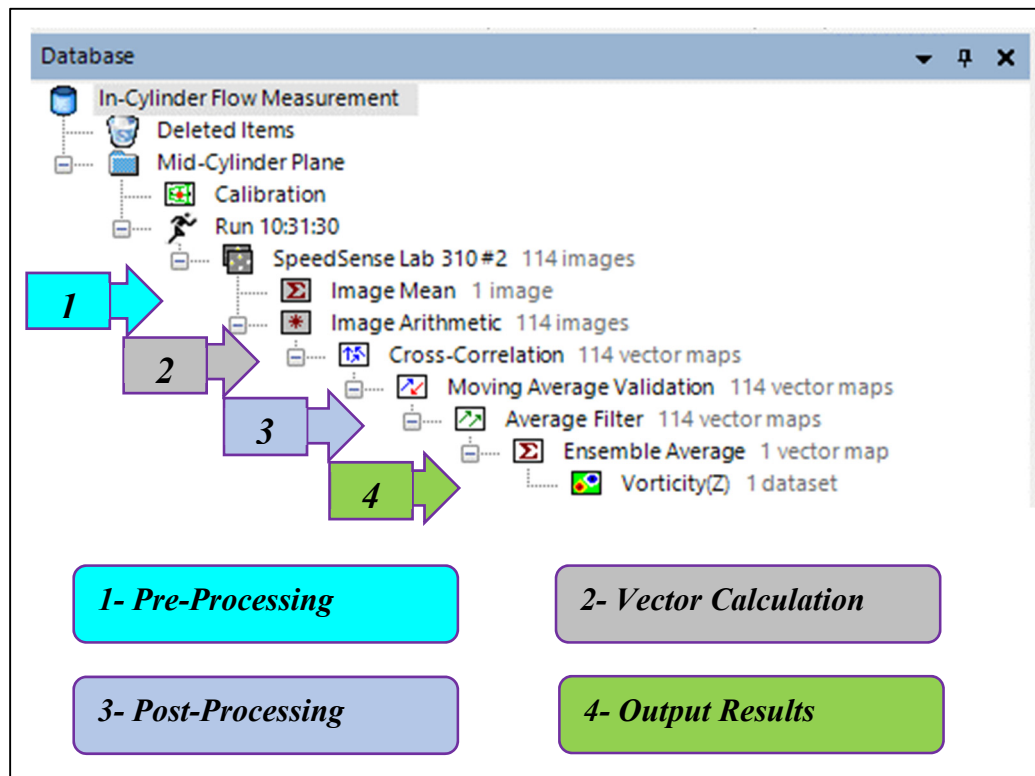 Database
In-Cylinder Flow Measurement
Deleted Items
Mid-Cylinder Plane
Calibration
Run 10:31:30
SpeedSense Lab 310 #2 114 images
Image Mean 1 image
Image Arithmetic 114 images
Cross-Correlation 114 vector maps
Moving Average Validation 114 vector maps
Average Filter 114 vector maps
Ensemble Average 1 vector map
Vorticity(Z) 1 dataset
1
2
3
4
1- Pre-Processing
2- Vector Calculation
3- Post-Processing
4- Output Results